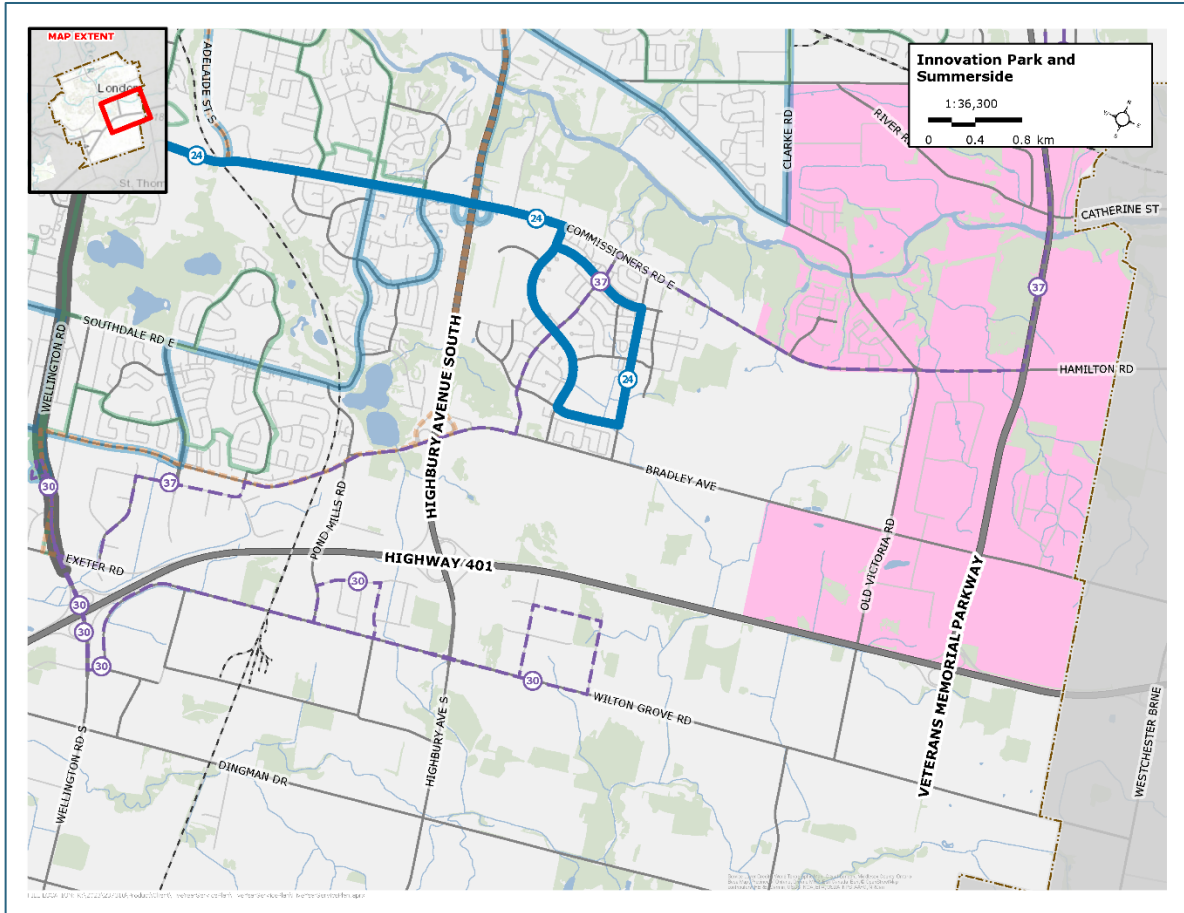 MAP EXTENT
London
St. Thom
ADELAIDE ST S
Innovation Park and
Summerside
1:36,300
0 0.4 0.8 km
CLARKE RD
CATHERINE ST
24
24
COMMISSIONERS RD E
37
37
WELLINGTON RD
SOUTHDALE RD E
HIGHBURY AVENUE SOUTH
24
HAMILTON RD
30
37
BRADLEY AVE
POND MILLS RD
EXETER RD
HIGHWAY 401
OLD VICTORIA RD
30
30
30
30
30
WILTON GROVE RD
VETERANS MEMORIAL PARKWAY
WESTCHESTER BRNE
WELLINGTON RD S
HIGHBURY AVE S
DINGMAN DR